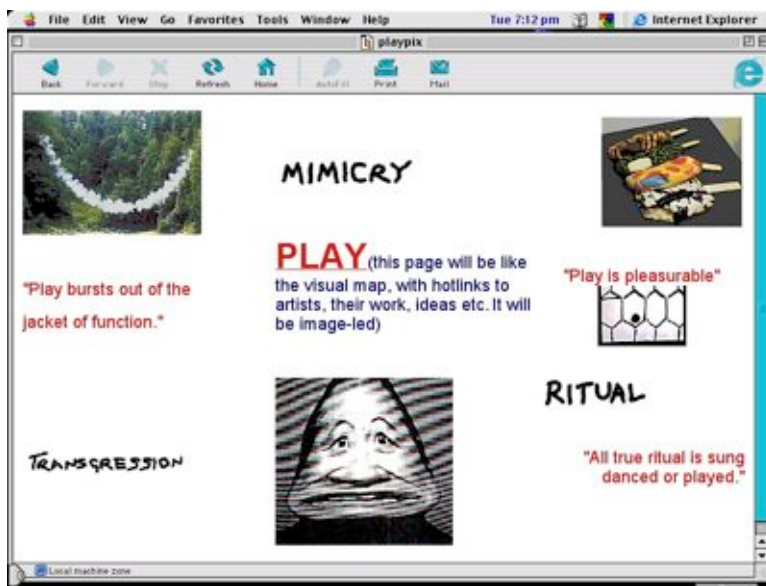 File Edit View Go Favorites Tools Window Help Tue 7:12 pm Internet Explorer
playpix
Back Forward Stop Refresh Home AutoFill Print Mail
MIMICRY
PLAY (this page will be like
the visual map, with hotlinks to
artists, their work, ideas etc. It will
be image-led)
"Play bursts out of the
jacket of function."
"Play is pleasurable"
RITUAL
TRANSGRESSION
"All true ritual is sung
danced or played."
Local machine zone